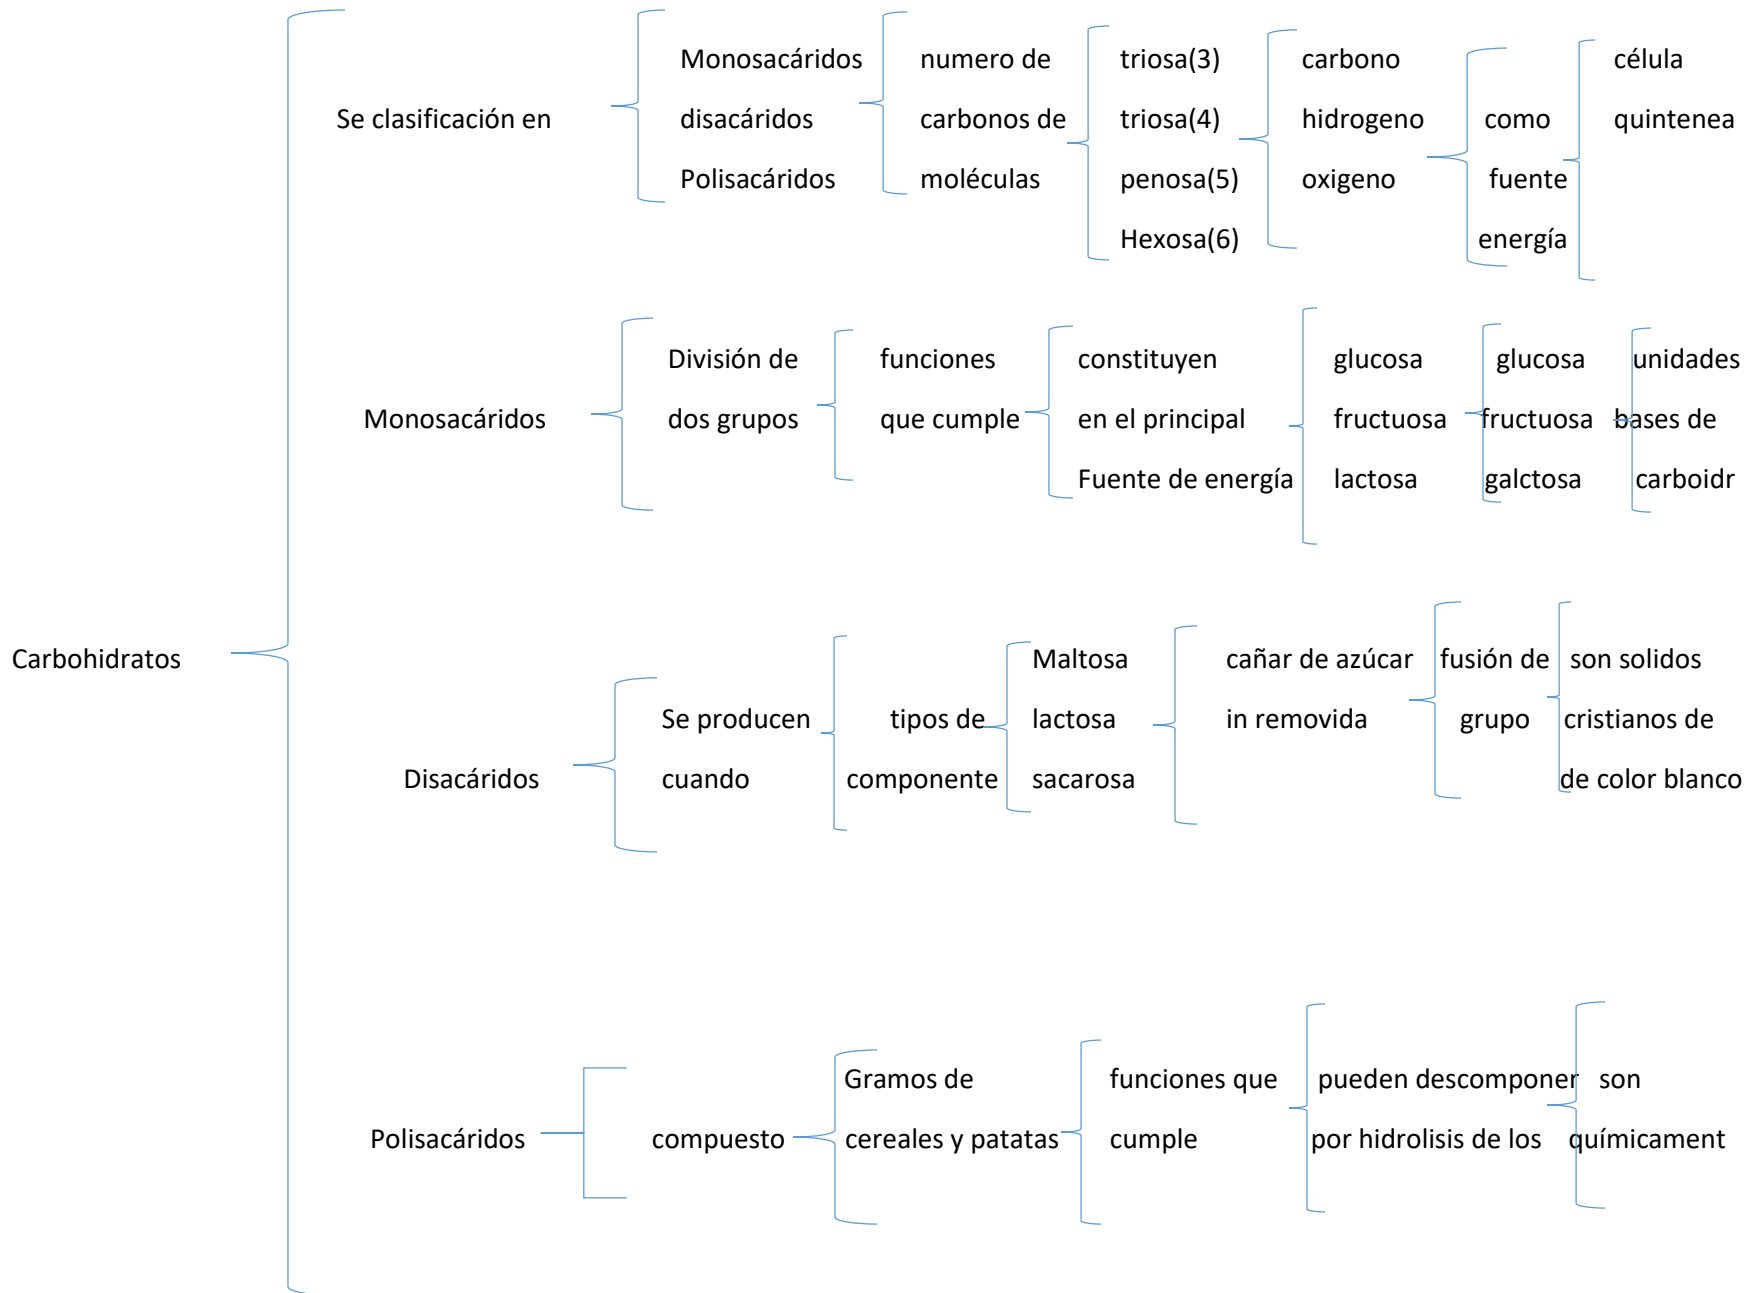 Carbohidratos
Se clasificación en
Monosacáridos
disacáridos
Polisacáridos
numero de
carbonos de
moléculas
triosa(3)
triosa(4)
penosa(5)
Hexosa(6)
carbono
hidrogeno
oxigeno
como
fuente
energía
célula
quintenea
Monosacáridos
División de
dos grupos
funciones
que cumple
constituyen
en el principal
Fuente de energía
glucosa
fructuosa
lactosa
glucosa
fructuosa
galctosa
unidades
bases de
carboidr
Disacáridos
Se producen
cuando
tipos de
componente
Maltosa
lactosa
sacarosa
cañar de azúcar
in removida
fusión de
grupo
son solidos
cristianos de
de color blanco
Polisacáridos
compuesto
Gramos de
cereales y patatas
funciones que
cumple
pueden descomponer
por hidrolisis de los
son
químicament